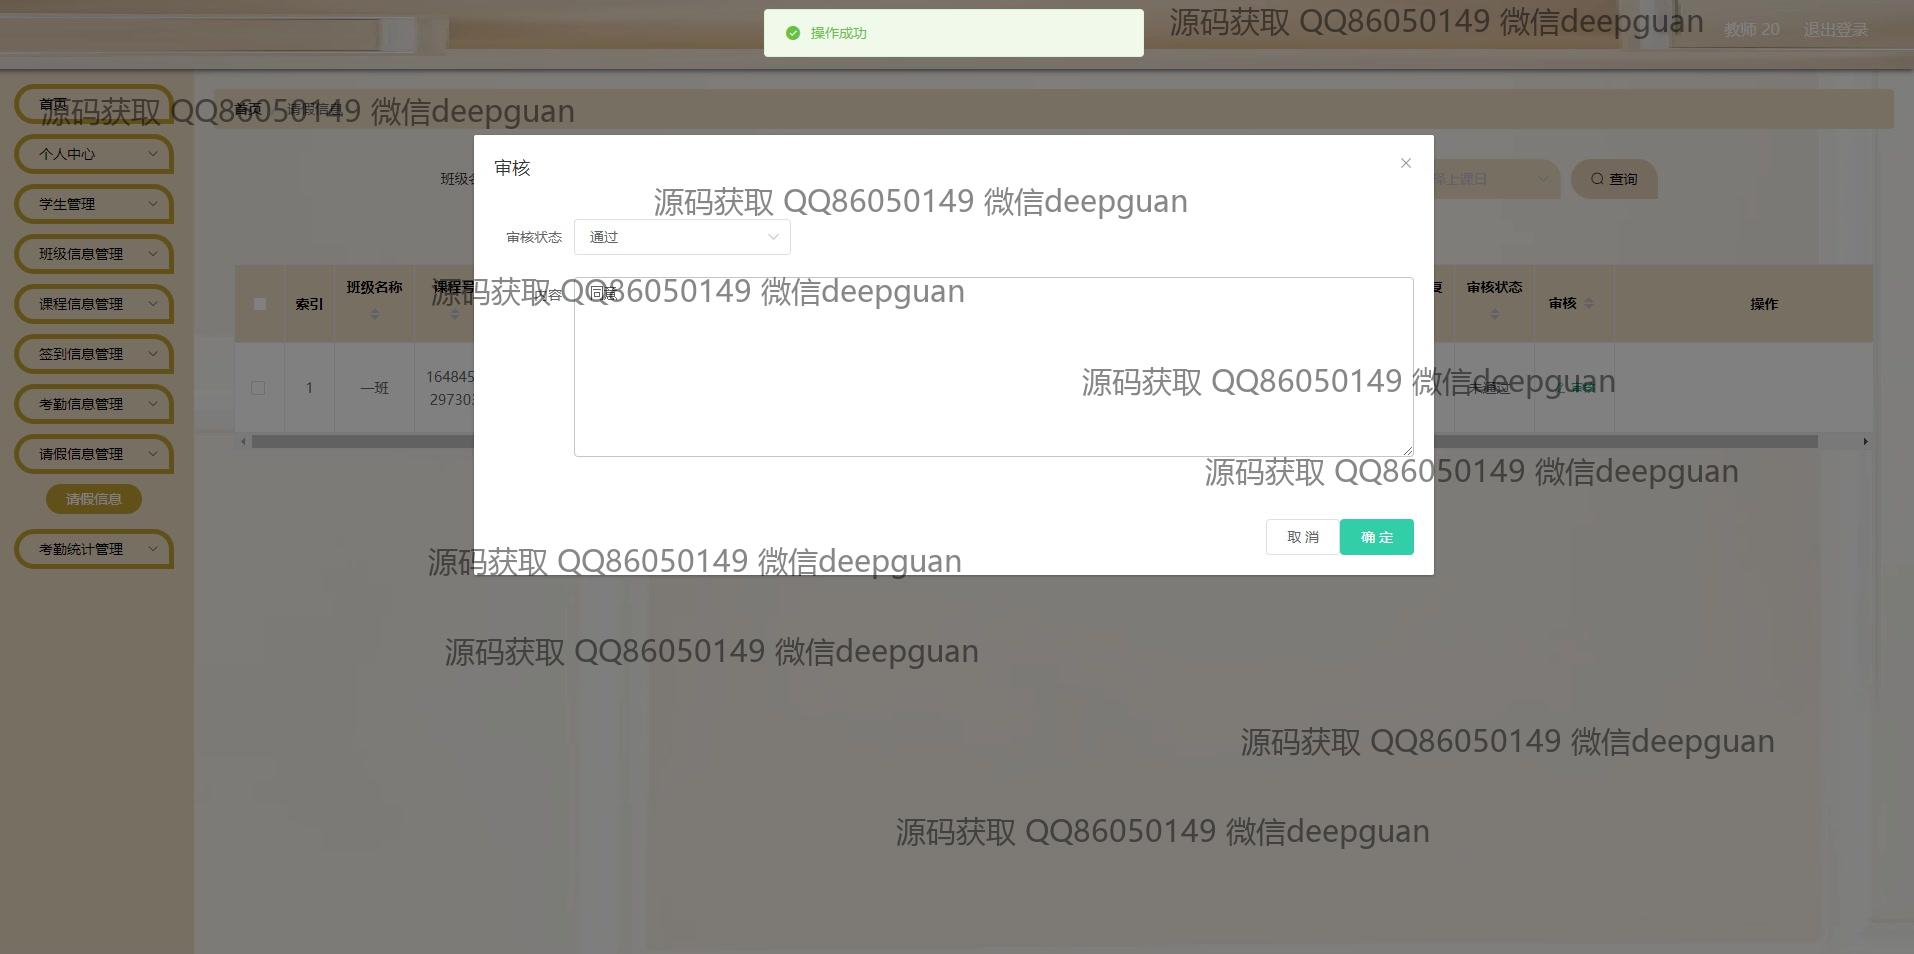 操作成功
源码获取 QQ86050149 微信deepguan
教师 20
退出登录
首页
源码获取 QQ86050149 微信deepguan
首页
请假信息
个人中心
审核
班级名
择上课日
查询
源码获取 QQ86050149 微信deepguan
学生管理
审核状态
通过
班级信息管理
源码获取 QQ86050149 微信deepguan
内容
同意
课程信息管理
索引
班级名称
课程号
复
审核状态
审核
操作
签到信息管理
1
一班
164845
29730
未通过
审核
源码获取 QQ86050149 微信deepguan
考勤信息管理
请假信息管理
源码获取 QQ86050149 微信deepguan
请假信息
取消
确定
考勤统计管理
源码获取 QQ86050149 微信deepguan
源码获取 QQ86050149 微信deepguan
源码获取 QQ86050149 微信deepguan
源码获取 QQ86050149 微信deepguan